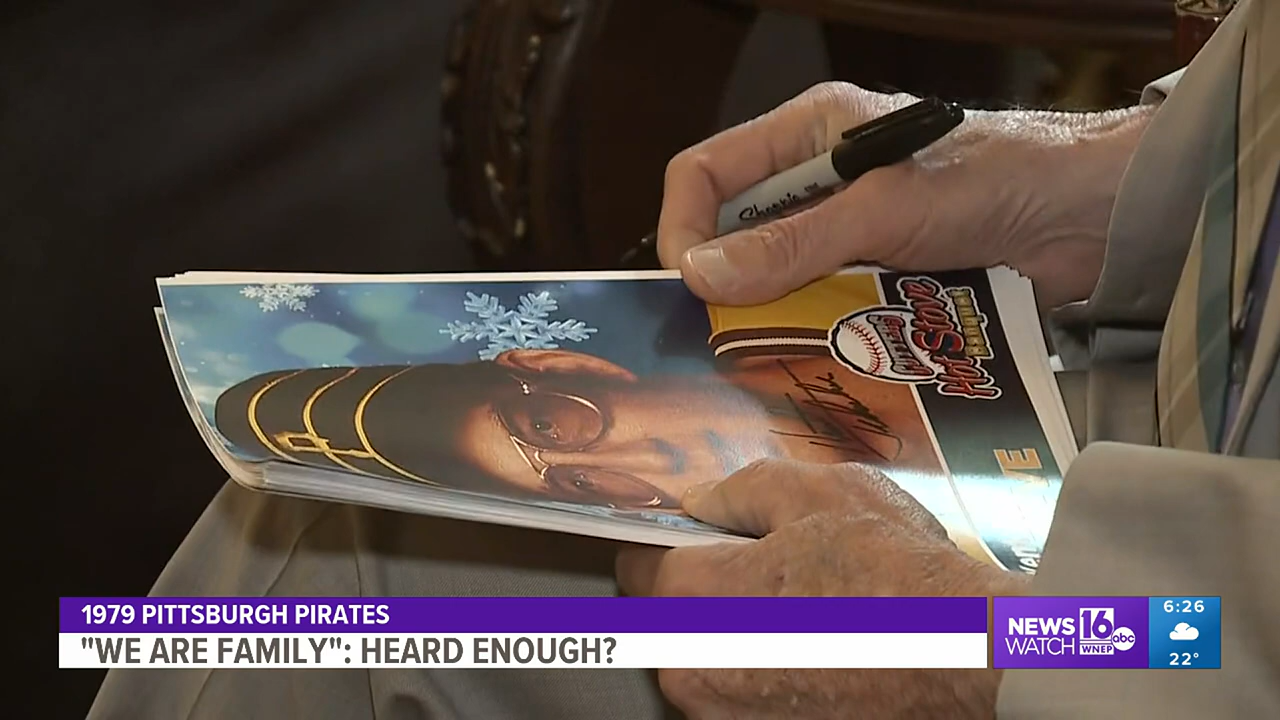 Sharpie
Hot Stove
Banquet
1979 PITTSBURGH PIRATES
"WE ARE FAMILY": HEARD ENOUGH?
NEWS
WATCH
16
WNEP
abc
6:26
22°